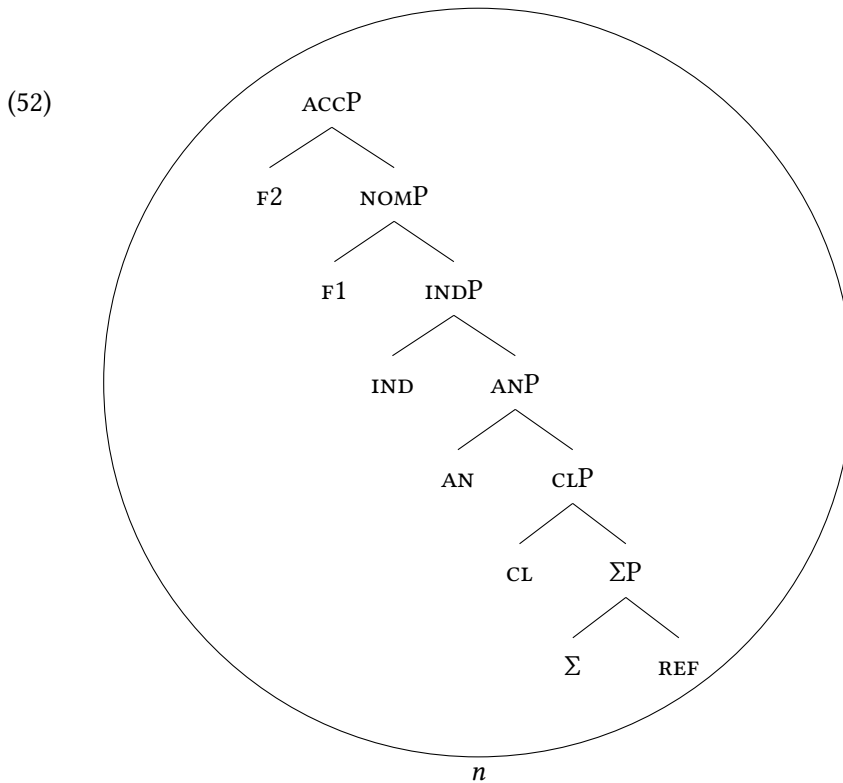 (52)
ACCP
F2 NOMP
F1 INDP
IND ANP
AN CLP
CL ΣP
Σ REF
n